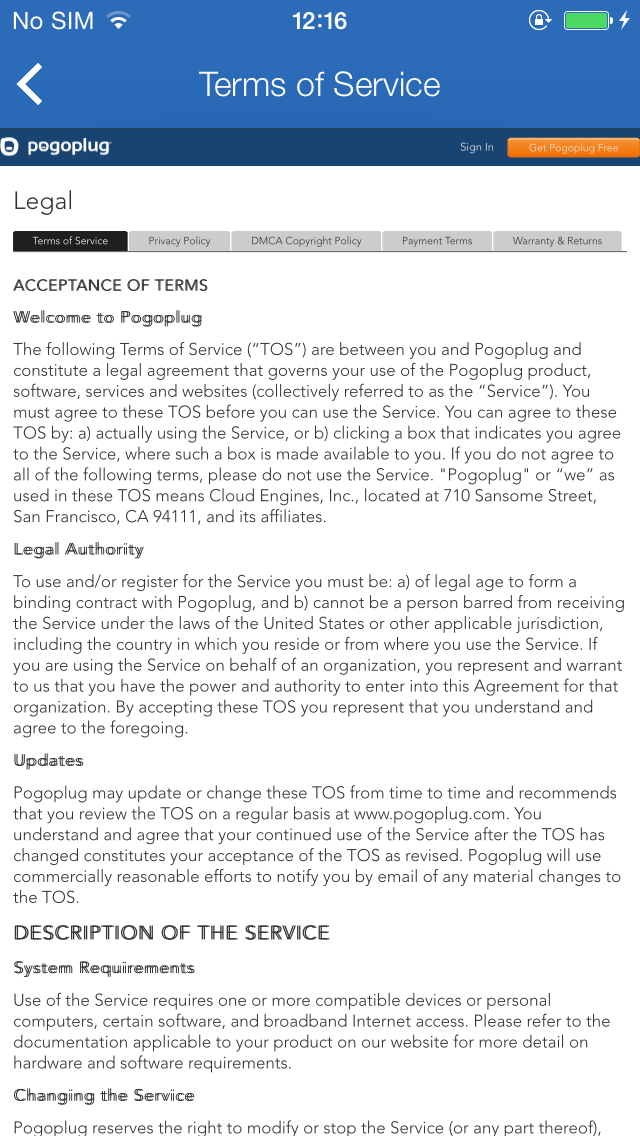 No SIM 12:16
Terms of Service
pogoplug Sign In Get Pogoplug Free
Legal
Terms of Service Privacy Policy DMCA Copyright Policy Payment Terms Warranty & Returns
ACCEPTANCE OF TERMS
Welcome to Pogoplug
The following Terms of Service (“TOS”) are between you and Pogoplug and
constitute a legal agreement that governs your use of the Pogoplug product,
software, services and websites (collectively referred to as the “Service”). You
must agree to these TOS before you can use the Service. You can agree to these
TOS by: a) actually using the Service, or b) clicking a box that indicates you agree
to the Service, where such a box is made available to you. If you do not agree to
all of the following terms, please do not use the Service. "Pogoplug" or “we” as
used in these TOS means Cloud Engines, Inc., located at 710 Sansome Street,
San Francisco, CA 94111, and its affiliates.
Legal Authority
To use and/or register for the Service you must be: a) of legal age to form a
binding contract with Pogoplug, and b) cannot be a person barred from receiving
the Service under the laws of the United States or other applicable jurisdiction,
including the country in which you reside or from where you use the Service. If
you are using the Service on behalf of an organization, you represent and warrant
to us that you have the power and authority to enter into this Agreement for that
organization. By accepting these TOS you represent that you understand and
agree to the foregoing.
Updates
Pogoplug may update or change these TOS from time to time and recommends
that you review the TOS on a regular basis at www.pogoplug.com. You
understand and agree that your continued use of the Service after the TOS has
changed constitutes your acceptance of the TOS as revised. Pogoplug will use
commercially reasonable efforts to notify you by email of any material changes to
the TOS.
DESCRIPTION OF THE SERVICE
System Requirements
Use of the Service requires one or more compatible devices or personal
computers, certain software, and broadband Internet access. Please refer to the
documentation applicable to your product on our website for more detail on
hardware and software requirements.
Changing the Service
Pogoplug reserves the right to modify or stop the Service (or any part thereof),